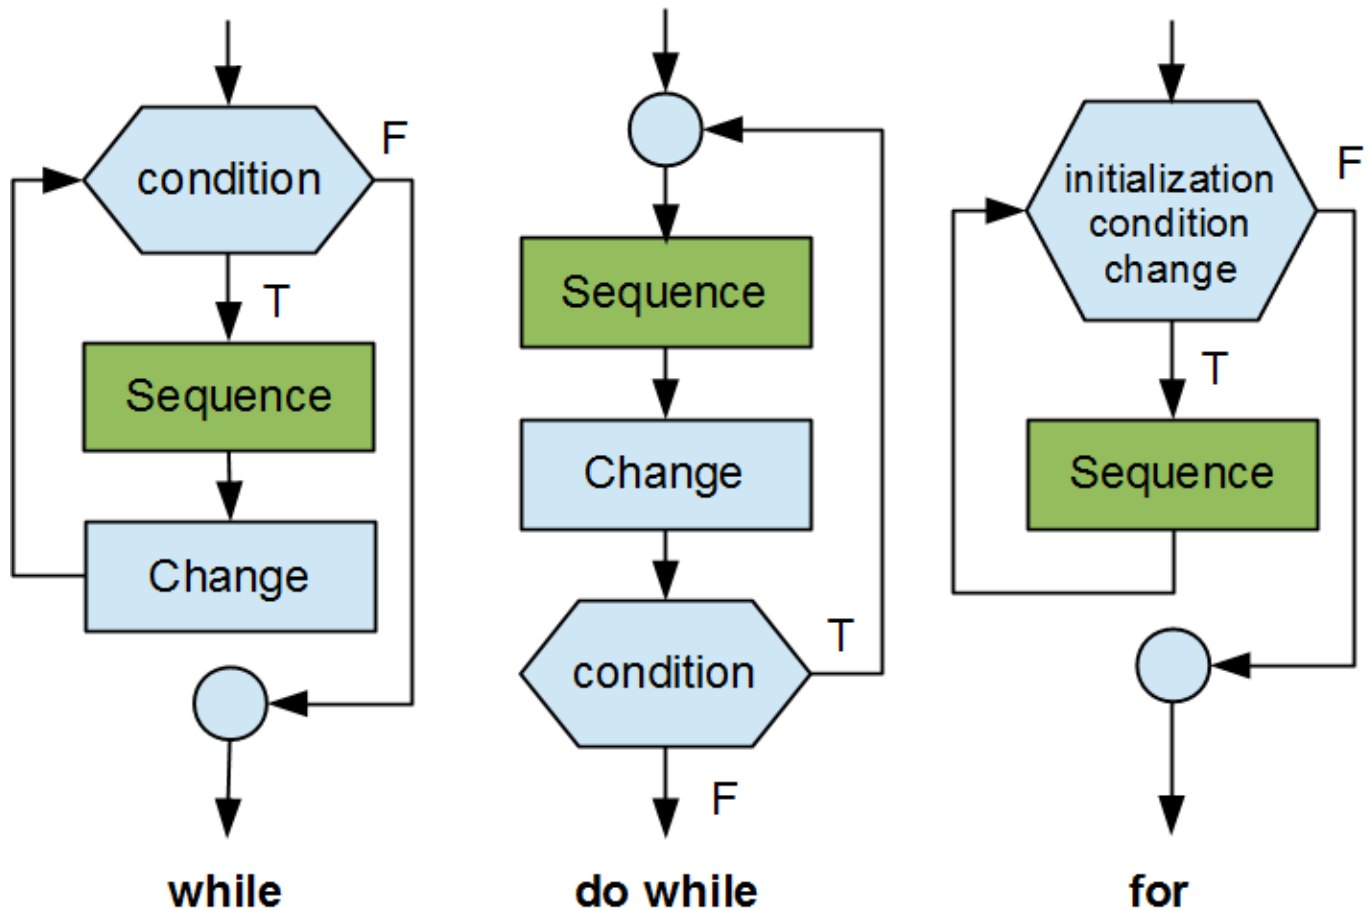 condition
F
T
Sequence
Change
while
Sequence
Change
condition
T
F
do while
initialization
condition
change
F
T
Sequence
for